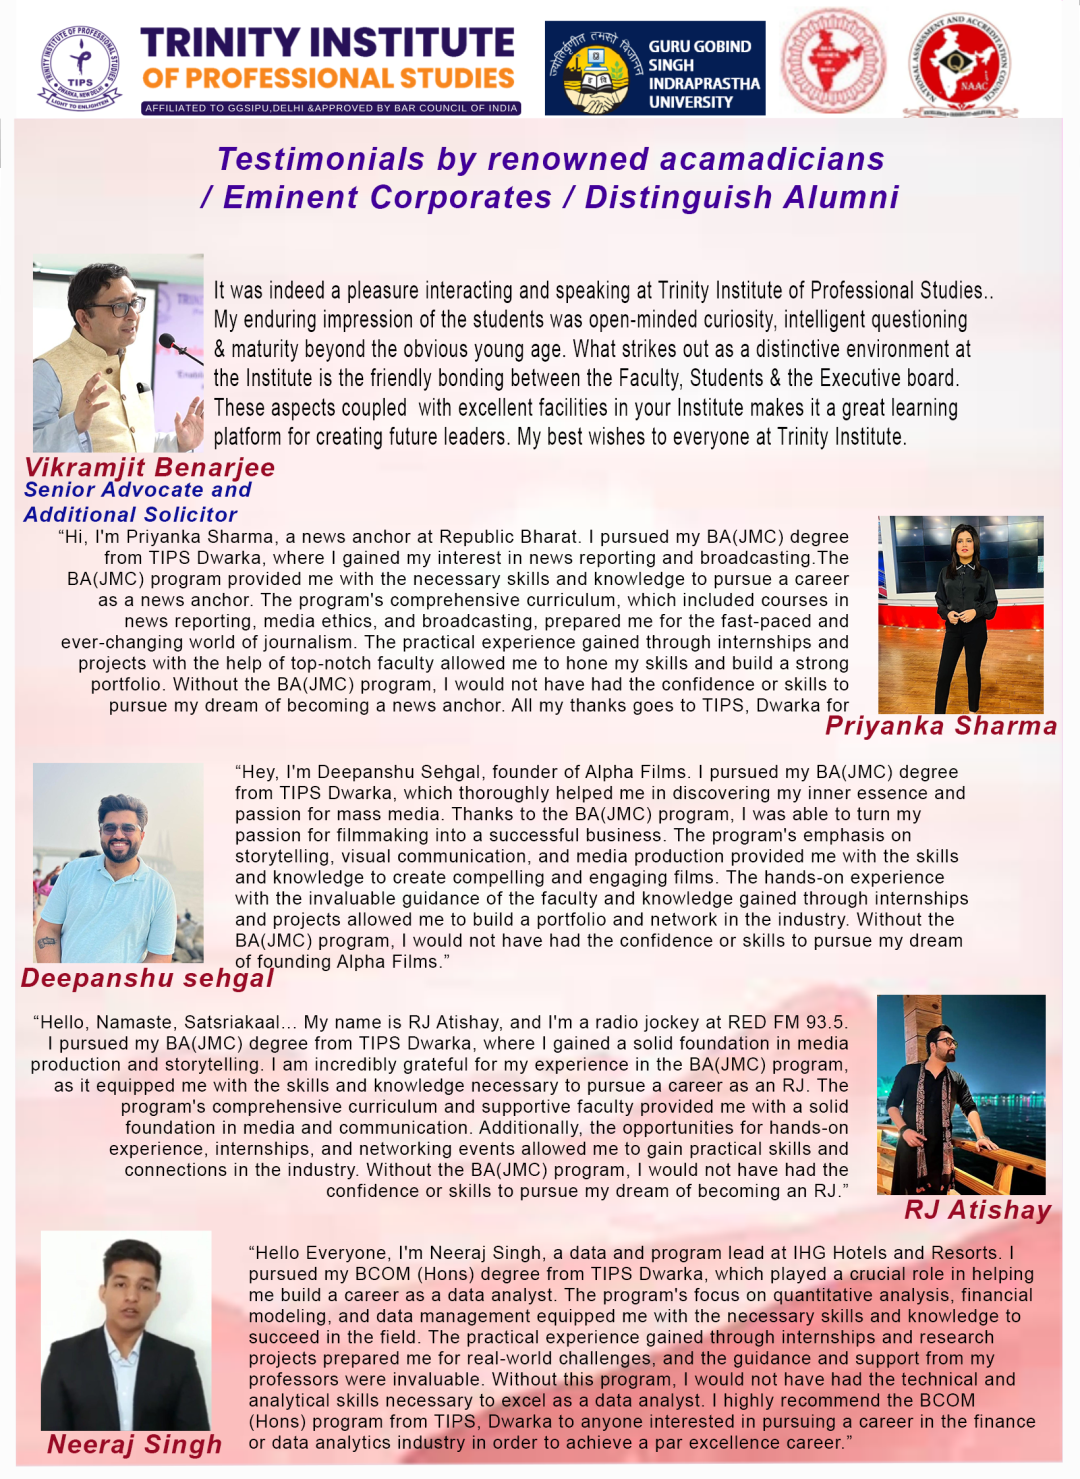 TRINITY INSTITUTE OF PROFESSIONAL STUDIES
TIPS
DWARKA, NEW DELHI
LIGHT TO ENLIGHTEN
TRINITY INSTITUTE
OF PROFESSIONAL STUDIES
AFFILIATED TO GGSIPU,DELHI &APPROVED BY BAR COUNCIL OF INDIA
ज्योतिर्वृणीत तमसो विजानन
GURU GOBIND
SINGH
INDRAPRASTHA
UNIVERSITY
NATIONAL ASSESSMENT AND ACCREDITATION COUNCIL
NAAC
Testimonials by renowned acamadicians
/ Eminent Corporates / Distinguish Alumni
It was indeed a pleasure interacting and speaking at Trinity Institute of Professional Studies..
My enduring impression of the students was open-minded curiosity, intelligent questioning
& maturity beyond the obvious young age. What strikes out as a distinctive environment at
the Institute is the friendly bonding between the Faculty, Students & the Executive board.
These aspects coupled with excellent facilities in your Institute makes it a great learning
platform for creating future leaders. My best wishes to everyone at Trinity Institute.
Vikramjit Benarjee
Senior Advocate and
Additional Solicitor
“Hi, I'm Priyanka Sharma, a news anchor at Republic Bharat. I pursued my BA(JMC) degree
from TIPS Dwarka, where I gained my interest in news reporting and broadcasting.The
BA(JMC) program provided me with the necessary skills and knowledge to pursue a career
as a news anchor. The program's comprehensive curriculum, which included courses in
news reporting, media ethics, and broadcasting, prepared me for the fast-paced and
ever-changing world of journalism. The practical experience gained through internships and
projects with the help of top-notch faculty allowed me to hone my skills and build a strong
portfolio. Without the BA(JMC) program, I would not have had the confidence or skills to
pursue my dream of becoming a news anchor. All my thanks goes to TIPS, Dwarka for
Priyanka Sharma
“Hey, I'm Deepanshu Sehgal, founder of Alpha Films. I pursued my BA(JMC) degree
from TIPS Dwarka, which thoroughly helped me in discovering my inner essence and
passion for mass media. Thanks to the BA(JMC) program, I was able to turn my
passion for filmmaking into a successful business. The program's emphasis on
storytelling, visual communication, and media production provided me with the skills
and knowledge to create compelling and engaging films. The hands-on experience
with the invaluable guidance of the faculty and knowledge gained through internships
and projects allowed me to build a portfolio and network in the industry. Without the
BA(JMC) program, I would not have had the confidence or skills to pursue my dream
of founding Alpha Films.”
Deepanshu sehgal
“Hello, Namaste, Satsriakaal... My name is RJ Atishay, and I'm a radio jockey at RED FM 93.5.
I pursued my BA(JMC) degree from TIPS Dwarka, where I gained a solid foundation in media
production and storytelling. I am incredibly grateful for my experience in the BA(JMC) program,
as it equipped me with the skills and knowledge necessary to pursue a career as an RJ. The
program's comprehensive curriculum and supportive faculty provided me with a solid
foundation in media and communication. Additionally, the opportunities for hands-on
experience, internships, and networking events allowed me to gain practical skills and
connections in the industry. Without the BA(JMC) program, I would not have had the
confidence or skills to pursue my dream of becoming an RJ.”
RJ Atishay
“Hello Everyone, I'm Neeraj Singh, a data and program lead at IHG Hotels and Resorts. I
pursued my BCOM (Hons) degree from TIPS Dwarka, which played a crucial role in helping
me build a career as a data analyst. The program's focus on quantitative analysis, financial
modeling, and data management equipped me with the necessary skills and knowledge to
succeed in the field. The practical experience gained through internships and research
projects prepared me for real-world challenges, and the guidance and support from my
professors were invaluable. Without this program, I would not have had the technical and
analytical skills necessary to excel as a data analyst. I highly recommend the BCOM
(Hons) program from TIPS, Dwarka to anyone interested in pursuing a career in the finance
or data analytics industry in order to achieve a par excellence career.”
Neeraj Singh